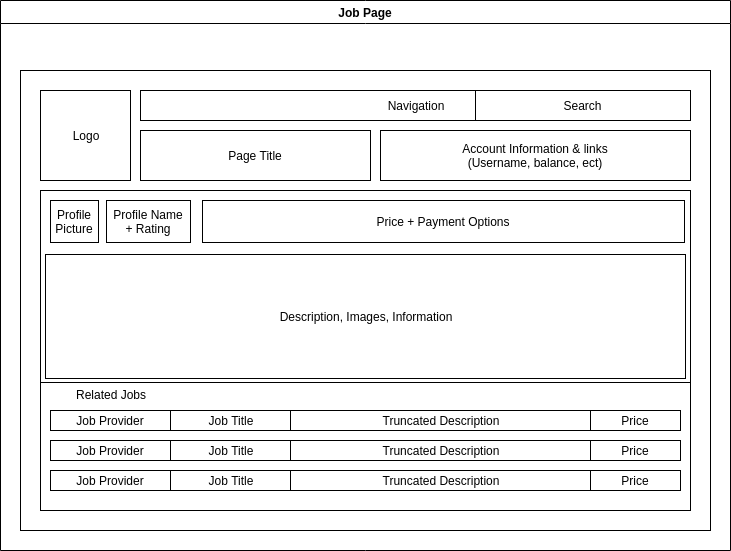 Job Page
Logo
Navigation
Search
Page Title
Account Information & links
(Username, balance, ect)
Profile
Picture
Profile Name
+ Rating
Price + Payment Options
Description, Images, Information
Related Jobs
Job Provider Job Title Truncated Description Price
Job Provider Job Title Truncated Description Price
Job Provider Job Title Truncated Description Price